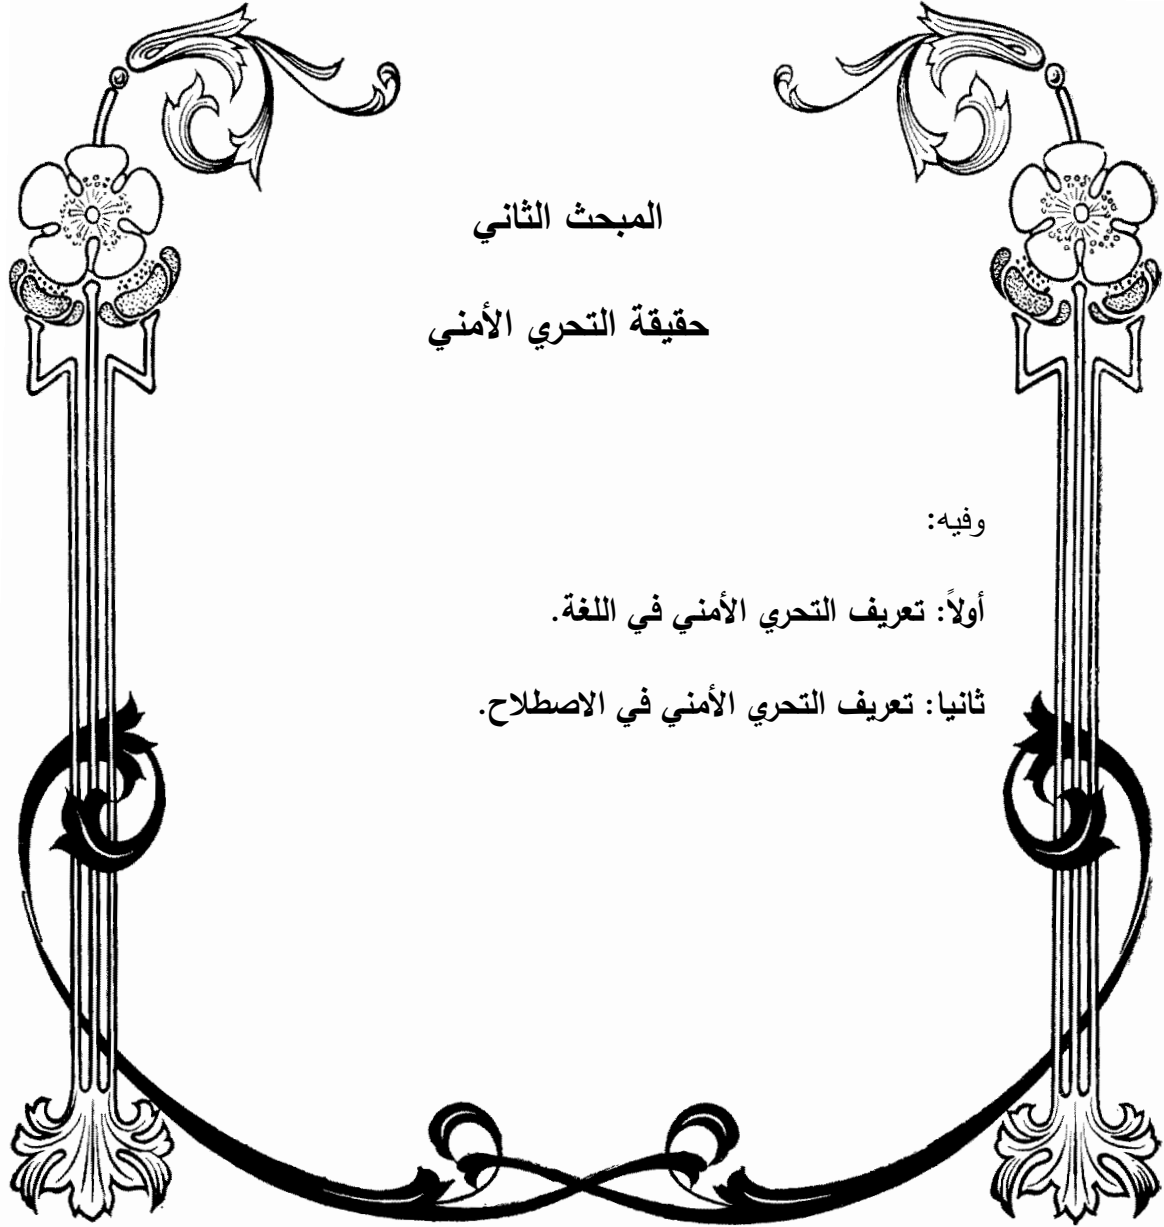 المبحث الثاني
حقيقة التحري الأمني
وفيه:
أولاً: تعريف التحري الأمني في اللغة.
ثانيا: تعريف التحري الأمني في الاصطلاح.